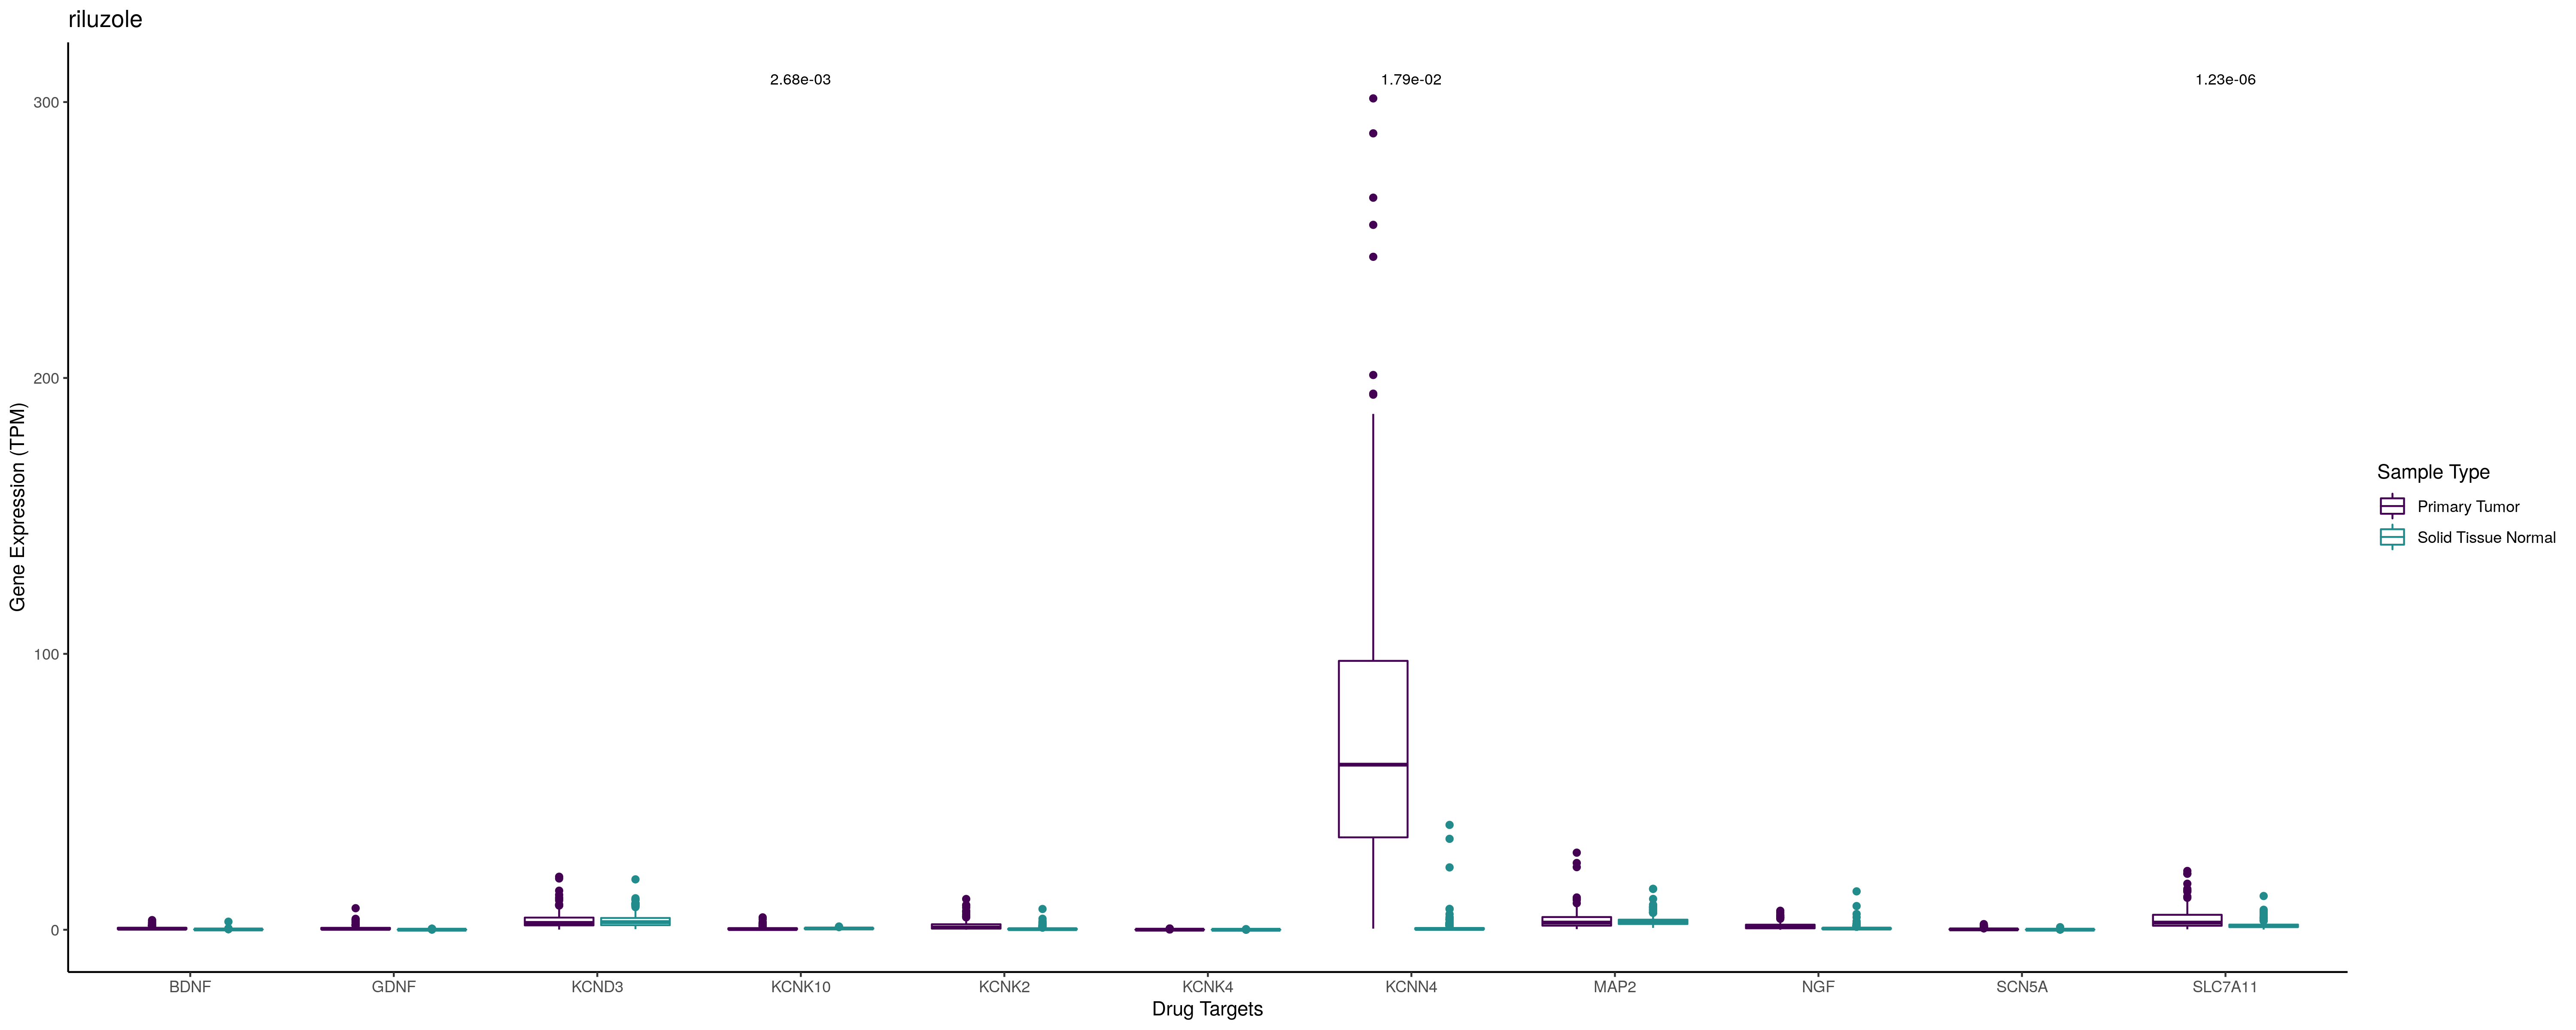 riluzole
2.68e-03 1.79e-02 1.23e-06
300
200
100
0
Gene Expression (TPM)
BDNF GDNF KCND3 KCNK10 KCNK2 KCNK4 KCNN4 MAP2 NGF SCN5A SLC7A11
Drug Targets
Sample Type
Primary Tumor
Solid Tissue Normal